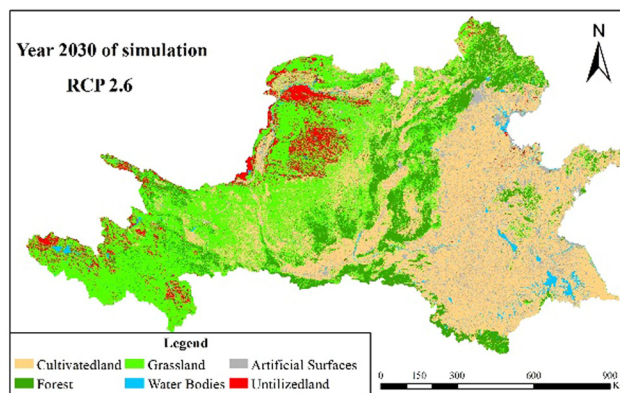 Year 2030 of simulation
RCP 2.6
N
Legend
Cultivatedland Grassland Artificial Surfaces
Forest Water Bodies Untilizedland
0 150 300 600 900
K